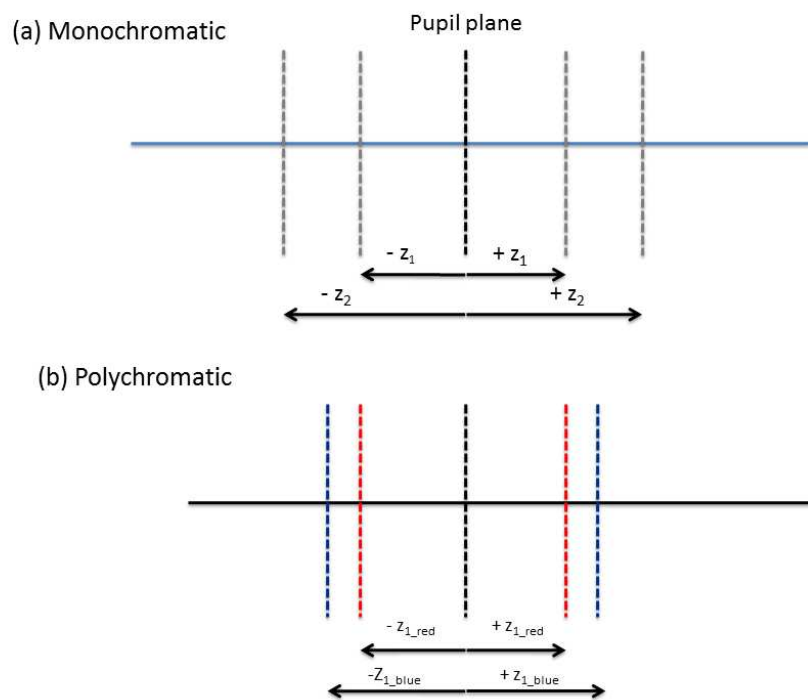 (a) Monochromatic
Pupil plane
- z₁
+ z₁
- z₂
+ z₂
(b) Polychromatic
- z₁_red
+ z₁_red
-Z₁_blue
+ z₁_blue